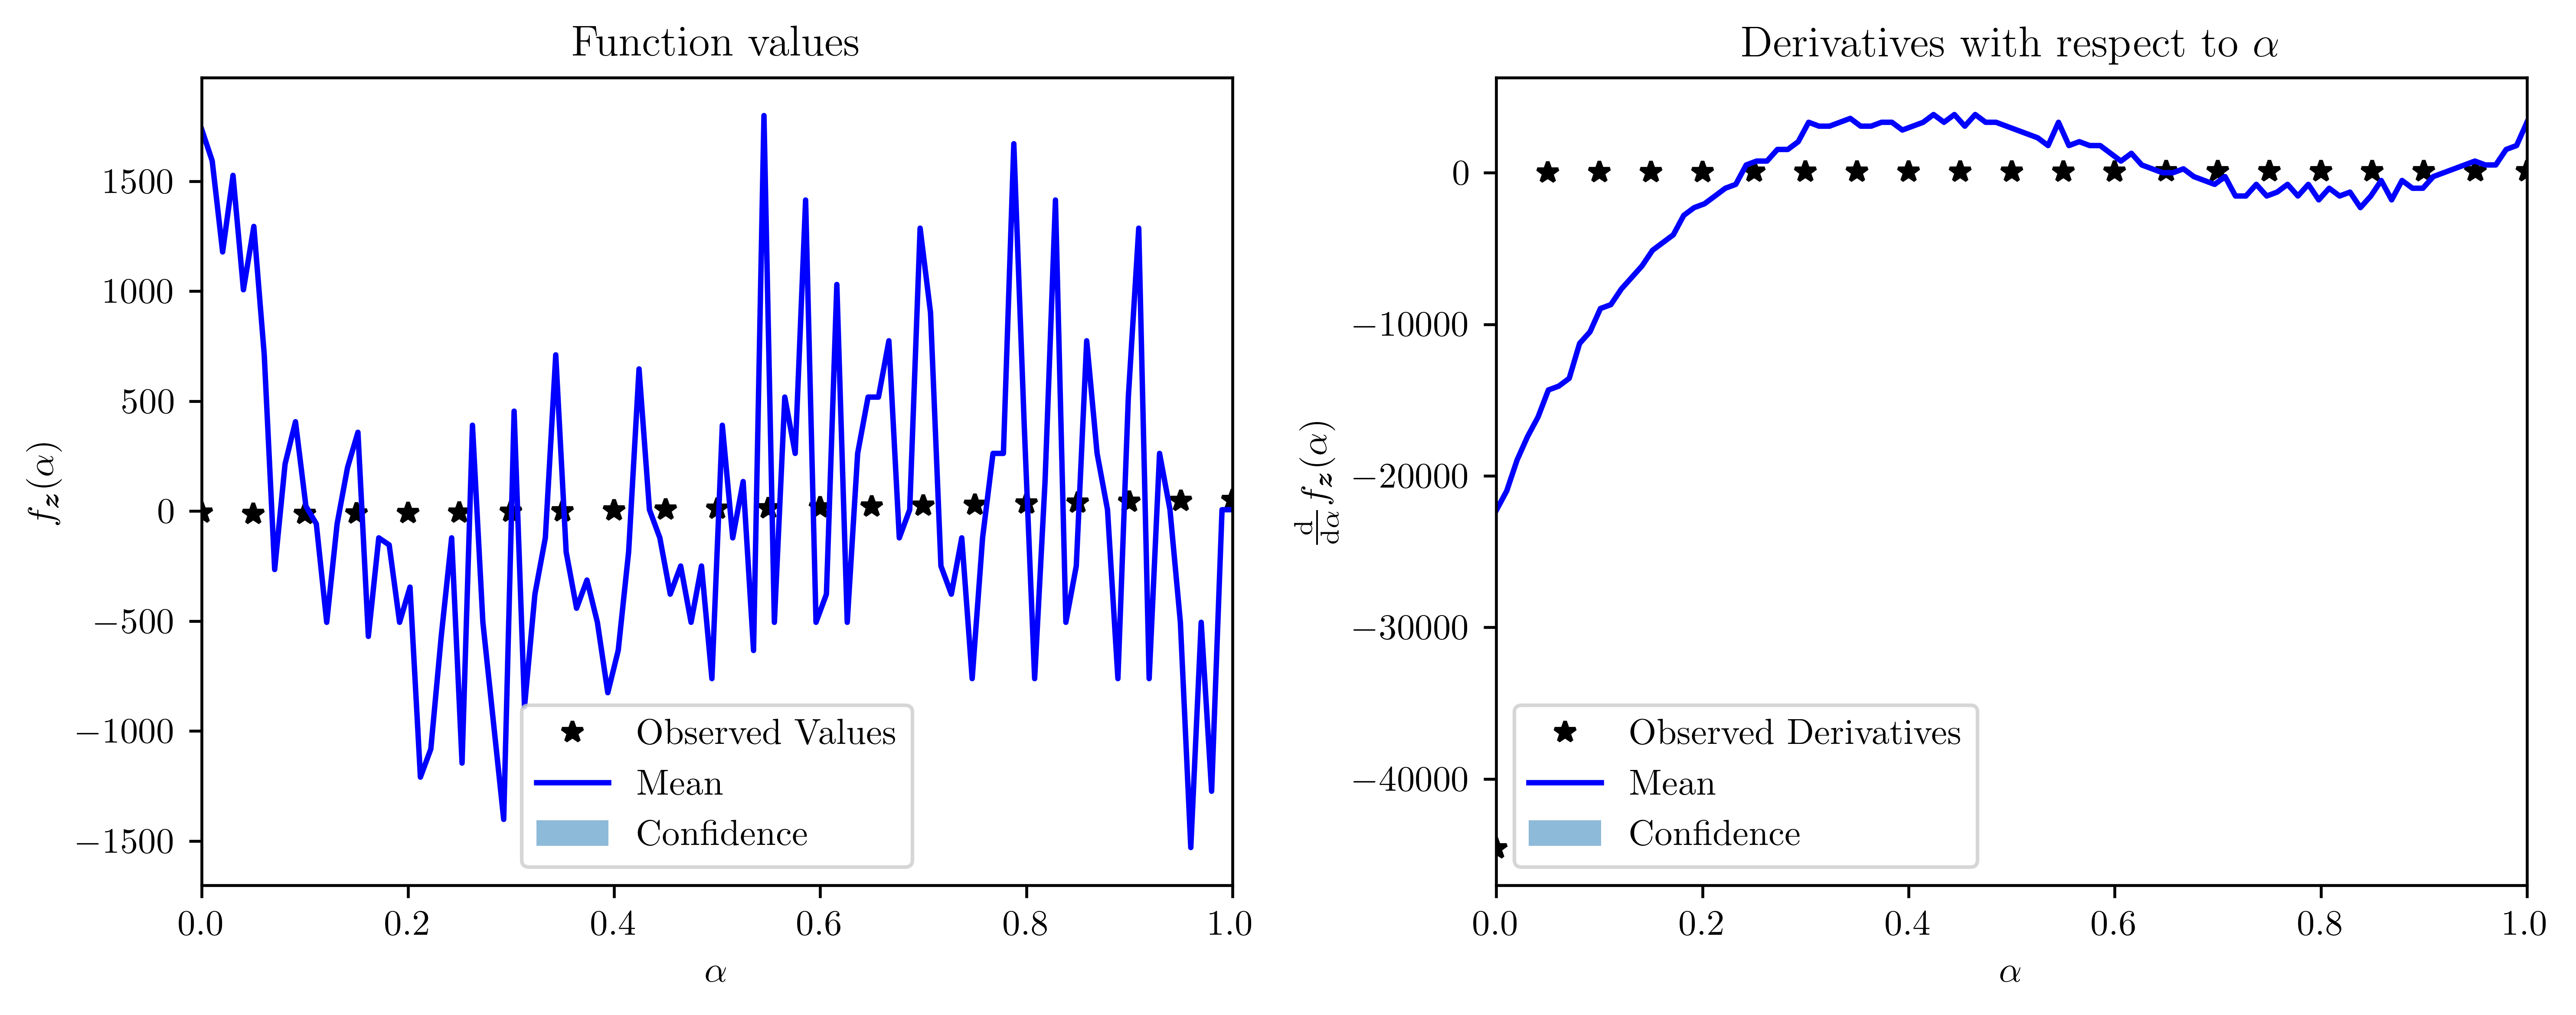 Function values
1500
1000
500
0
−500
−1000
−1500
f_z(α)
0.0 0.2 0.4 0.6 0.8 1.0
α
Observed Values
Mean
Confidence
Derivatives with respect to α
0
−10000
−20000
−30000
−40000
d/dα f_z(α)
0.0 0.2 0.4 0.6 0.8 1.0
α
Observed Derivatives
Mean
Confidence